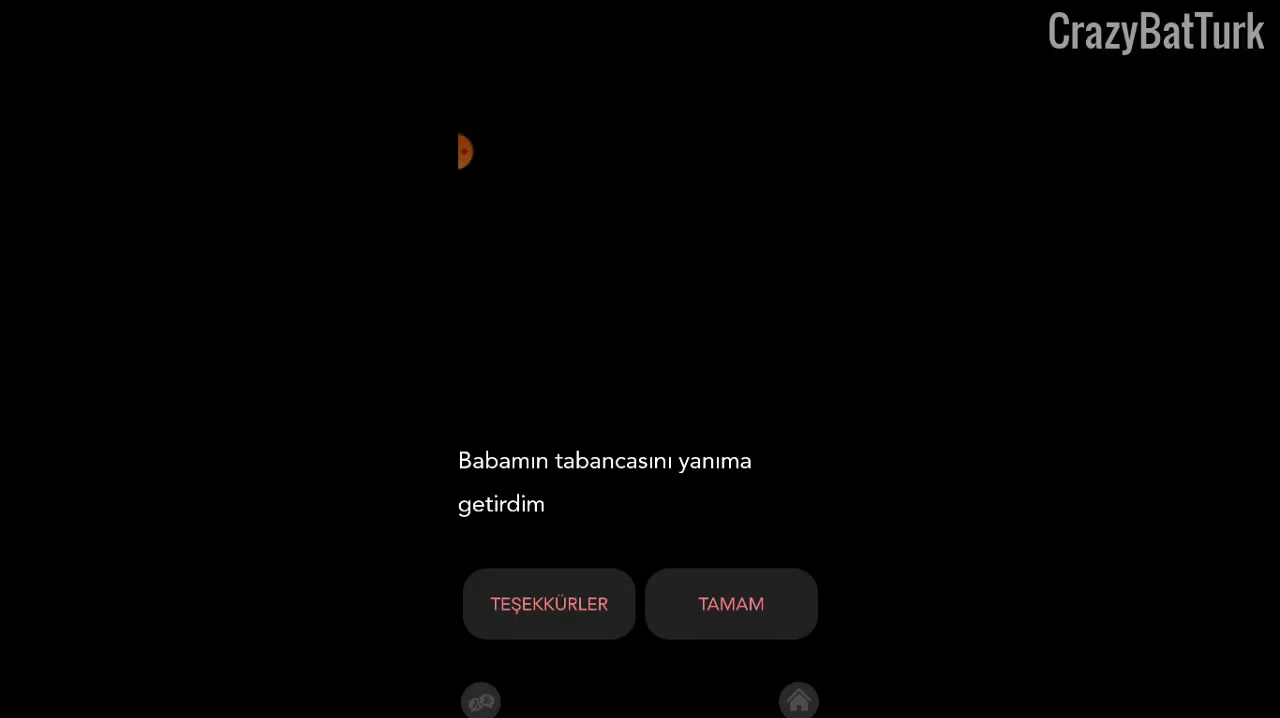 CrazyBatTurk
Babamın tabancasını yanıma
getirdim
TEŞEKKÜRLER
TAMAM